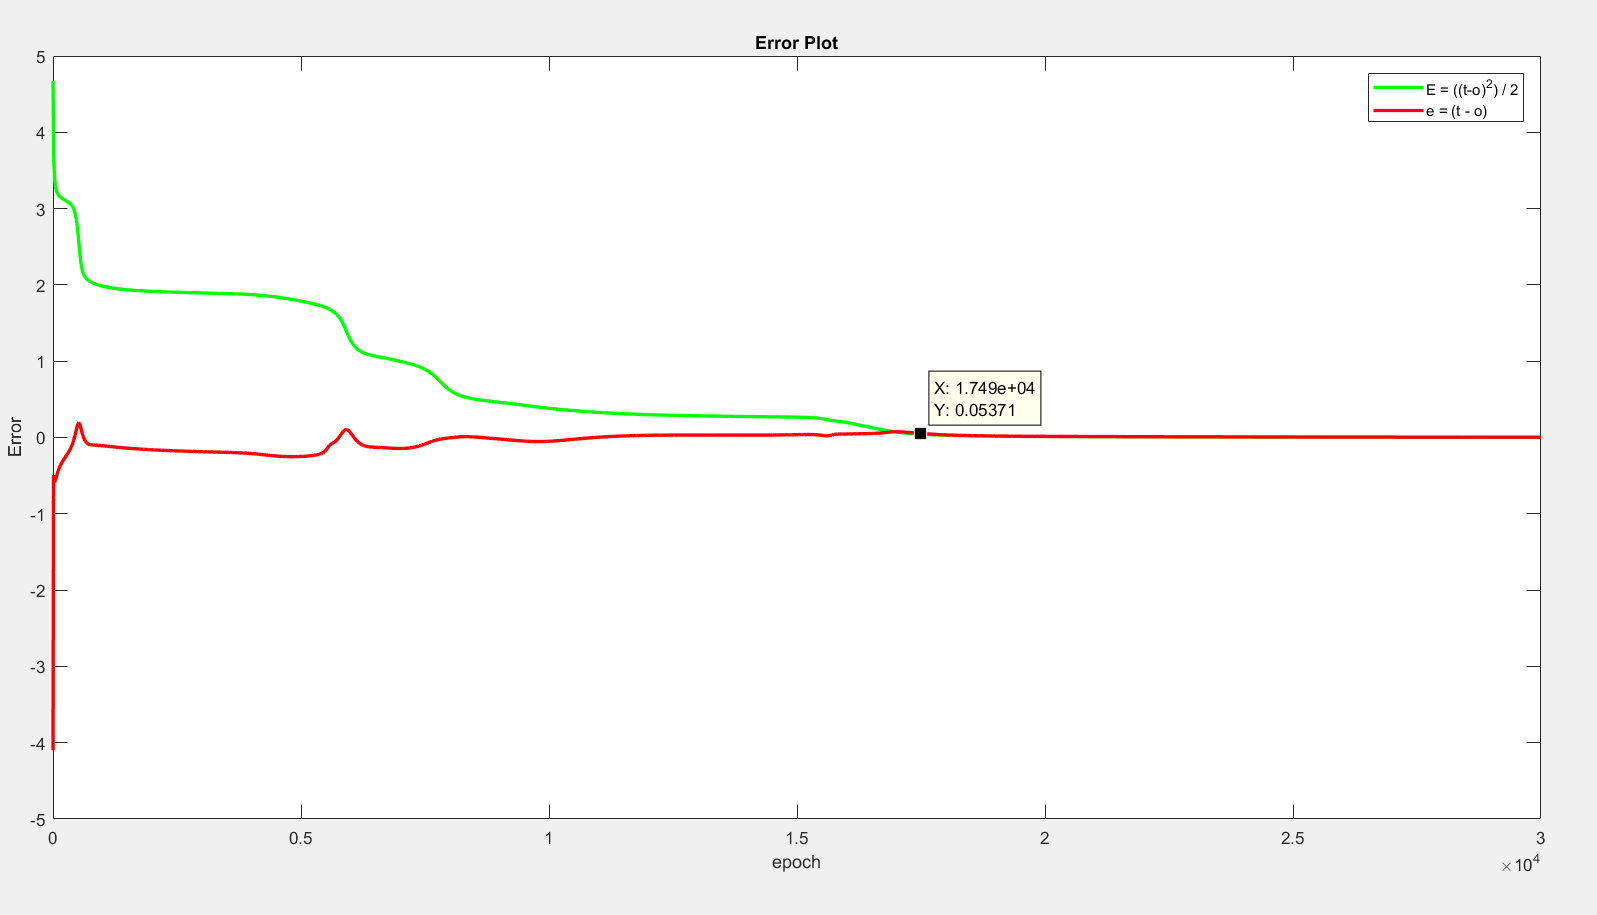 Error Plot
E = ((t-o)²) / 2
e = (t - o)
5
4
3
2
1
0
-1
-2
-3
-4
-5
Error
X: 1.749e+04
Y: 0.05371
0 0.5 1 1.5 2 2.5 3
epoch
×10⁴